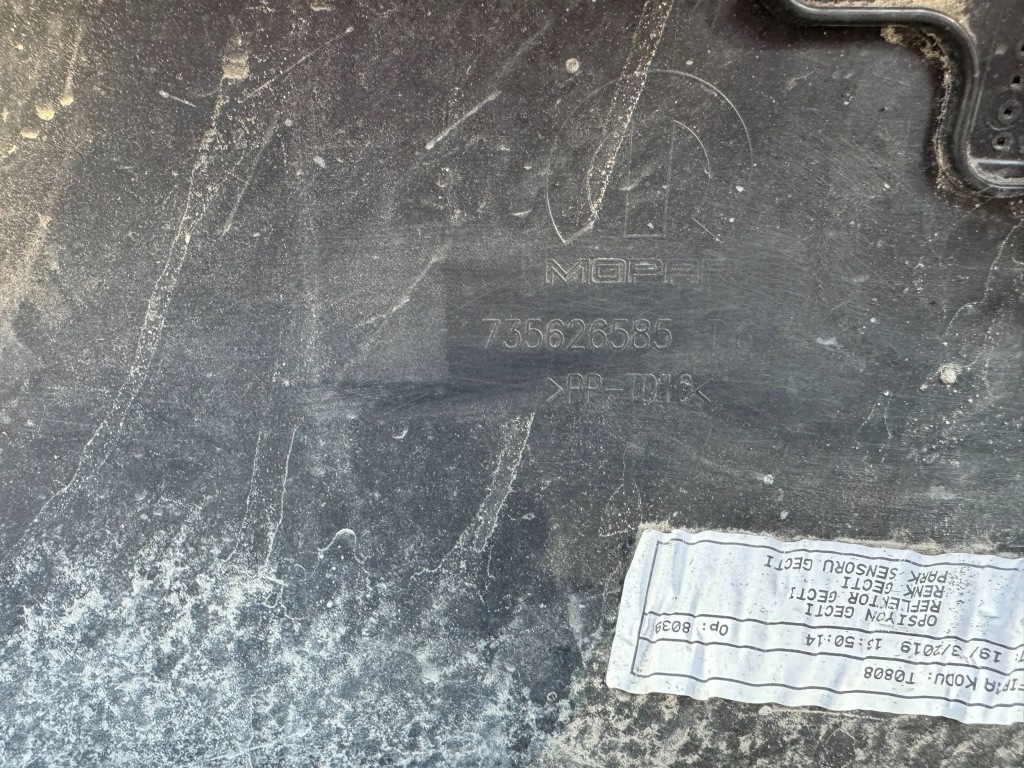 MOPAR
735626585 T
>PP-TD16<
FIRMA KODU: T0808
19/3/2019 13:50:14
Op: 8039
OPSIYON GECTI
REFLEKTOR GECTI
RENK GECTI
PARK SENSORU GECTI